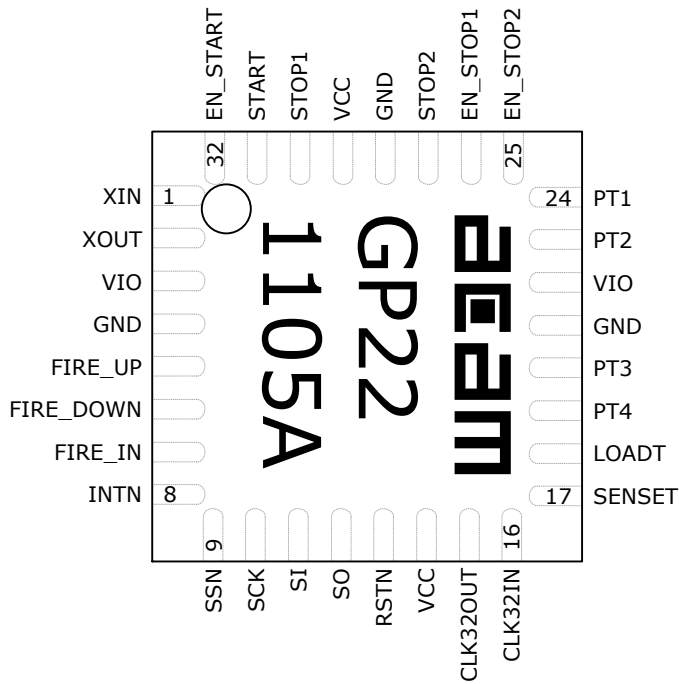 EN_START
START
STOP1
VCC
GND
STOP2
EN_STOP1
EN_STOP2
32
25
XIN 1
XOUT
VIO
GND
FIRE_UP
FIRE_DOWN
FIRE_IN
INTN 8
acam
GP22
1105A
24 PT1
PT2
VIO
GND
PT3
PT4
LOADT
17 SENSET
9
16
SSN
SCK
SI
SO
RSTN
VCC
CLK32OUT
CLK32IN